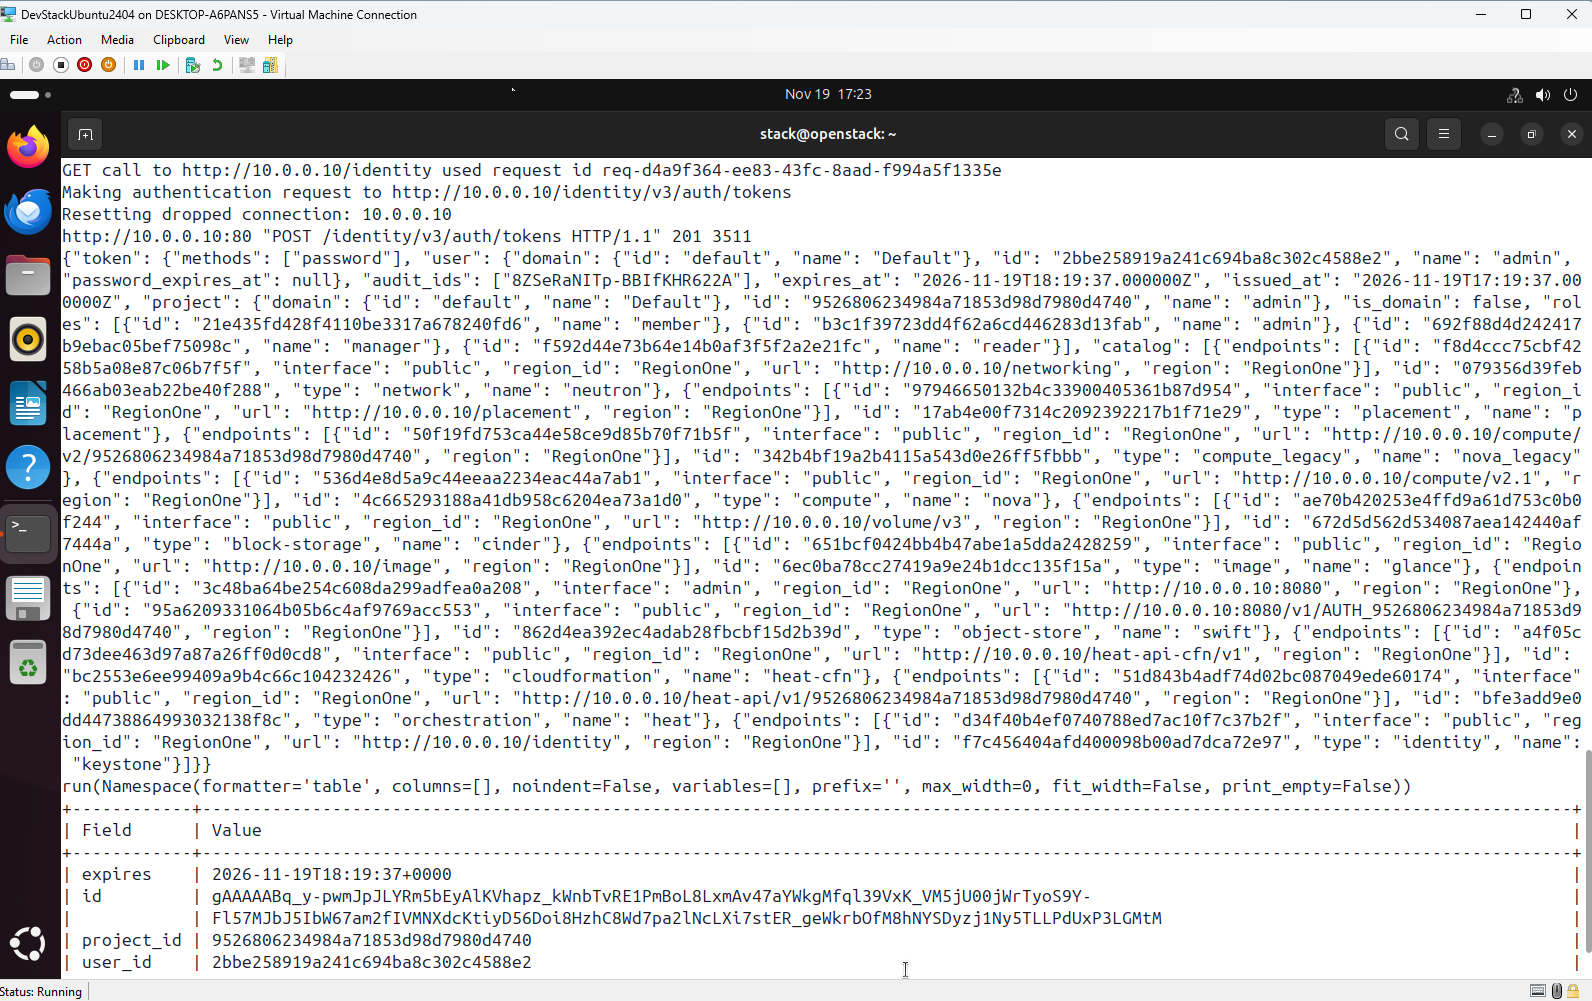 DevStackUbuntu2404 on DESKTOP-A6PANS5 - Virtual Machine Connection
File Action Media Clipboard View Help
Nov 19 17:23
stack@openstack: ~
GET call to http://10.0.0.10/identity used request id req-d4a9f364-ee83-43fc-8aad-f994a5f1335e
Making authentication request to http://10.0.0.10/identity/v3/auth/tokens
Resetting dropped connection: 10.0.0.10
http://10.0.0.10:80 "POST /identity/v3/auth/tokens HTTP/1.1" 201 3511
{"token": {"methods": ["password"], "user": {"domain": {"id": "default", "name": "Default"}, "id": "2bbe258919a241c694ba8c302c4588e2", "name": "admin",
"password_expires_at": null}, "audit_ids": ["8ZSeRaNITp-BBIfKHR622A"], "expires_at": "2026-11-19T18:19:37.000000Z", "issued_at": "2026-11-19T17:19:37.00
0000Z", "project": {"domain": {"id": "default", "name": "Default"}, "id": "9526806234984a71853d98d7980d4740", "name": "admin"}, "is_domain": false, "rol
es": [{"id": "21e435fd428f4110be3317a678240fd6", "name": "member"}, {"id": "b3c1f39723dd4f62a6cd446283d13fab", "name": "admin"}, {"id": "692f88d4d242417
b9ebac05bef75098c", "name": "manager"}, {"id": "f592d44e73b64e14b0af3f5f2a2e21fc", "name": "reader"}], "catalog": [{"endpoints": [{"id": "f8d4ccc75cbf42
58b5a08e87c06b7f5f", "interface": "public", "region_id": "RegionOne", "url": "http://10.0.0.10/networking", "region": "RegionOne"}], "id": "079356d39feb
466ab03eab22be40f288", "type": "network", "name": "neutron"}, {"endpoints": [{"id": "97946650132b4c33900405361b87d954", "interface": "public", "region_i
d": "RegionOne", "url": "http://10.0.0.10/placement", "region": "RegionOne"}], "id": "17ab4e00f7314c2092392217b1f71e29", "type": "placement", "name": "p
lacement"}, {"endpoints": [{"id": "50f19fd753ca44e58ce9d85b70f71b5f", "interface": "public", "region_id": "RegionOne", "url": "http://10.0.0.10/compute/
v2/9526806234984a71853d98d7980d4740", "region": "RegionOne"}], "id": "342b4bf19a2b4115a543d0e26ff5fbbb", "type": "compute_legacy", "name": "nova_legacy"
}, {"endpoints": [{"id": "536d4e8d5a9c44eeaa2234eac44a7ab1", "interface": "public", "region_id": "RegionOne", "url": "http://10.0.0.10/compute/v2.1", "r
egion": "RegionOne"}], "id": "4c665293188a41db958c6204ea73a1d0", "type": "compute", "name": "nova"}, {"endpoints": [{"id": "ae70b420253e4ffd9a61d753c0b0
f244", "interface": "public", "region_id": "RegionOne", "url": "http://10.0.0.10/volume/v3", "region": "RegionOne"}], "id": "672d5d562d534087aea142440af
7444a", "type": "block-storage", "name": "cinder"}, {"endpoints": [{"id": "651bcf0424bb4b47abe1a5dda2428259", "interface": "public", "region_id": "Regio
nOne", "url": "http://10.0.0.10/image", "region": "RegionOne"}], "id": "6ec0ba78cc27419a9e24b1dcc135f15a", "type": "image", "name": "glance"}, {"endpoin
ts": [{"id": "3c48ba64be254c608da299adfea0a208", "interface": "admin", "region_id": "RegionOne", "url": "http://10.0.0.10:8080", "region": "RegionOne"},
{"id": "95a6209331064b05b6c4af9769acc553", "interface": "public", "region_id": "RegionOne", "url": "http://10.0.0.10:8080/v1/AUTH_9526806234984a71853d9
8d7980d4740", "region": "RegionOne"}], "id": "862d4ea392ec4adab28fbcbf15d2b39d", "type": "object-store", "name": "swift"}, {"endpoints": [{"id": "a4f05c
d73dee463d97a87a26ff0d0cd8", "interface": "public", "region_id": "RegionOne", "url": "http://10.0.0.10/heat-api-cfn/v1", "region": "RegionOne"}], "id":
"bc2553e6ee99409a9b4c66c104232426", "type": "cloudformation", "name": "heat-cfn"}, {"endpoints": [{"id": "51d843b4adf74d02bc087049ede60174", "interface"
: "public", "region_id": "RegionOne", "url": "http://10.0.0.10/heat-api/v1/9526806234984a71853d98d7980d4740", "region": "RegionOne"}], "id": "bfe3add9e0
dd44738864993032138f8c", "type": "orchestration", "name": "heat"}, {"endpoints": [{"id": "d34f40b4ef0740788ed7ac10f7c37b2f", "interface": "public", "reg
ion_id": "RegionOne", "url": "http://10.0.0.10/identity", "region": "RegionOne"}], "id": "f7c456404afd400098b00ad7dca72e97", "type": "identity", "name":
"keystone"}]}}
run(Namespace(formatter='table', columns=[], noindent=False, variables=[], prefix='', max_width=0, fit_width=False, print_empty=False))
| Field | Value |
| expires | 2026-11-19T18:19:37+0000 |
| id | gAAAAABq_y-pwmJpJLYRm5bEyAlKVhapz_kWnbTvRE1PmBoL8LxmAv47aYWkgMfql39VxK_VM5jU00jWrTyoS9Y- |
| | Fl57MJbJ5IbW67am2fIVMNXdcKtiyD56Doi8HzhC8Wd7pa2lNcLXi7stER_geWkrbOfM8hNYSDyzj1Ny5TLLPdUxP3LGMtM |
| project_id | 9526806234984a71853d98d7980d4740 |
| user_id | 2bbe258919a241c694ba8c302c4588e2 |
Status: Running